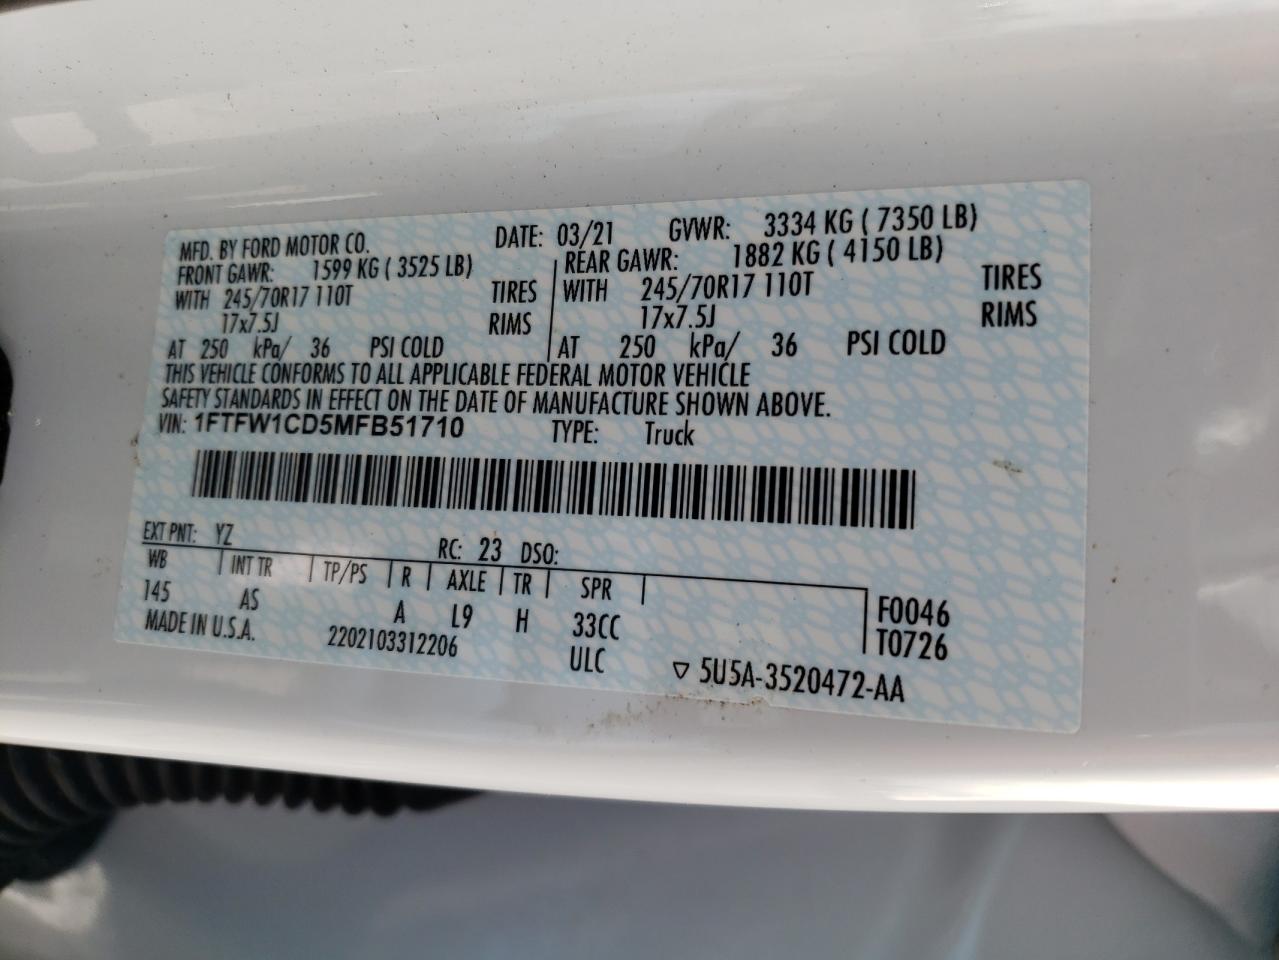 MFD. BY FORD MOTOR CO. DATE: 03/21 GVWR: 3334 KG ( 7350 LB)
FRONT GAWR: 1599 KG ( 3525 LB) REAR GAWR: 1882 KG ( 4150 LB)
WITH 245/70R17 110T TIRES WITH 245/70R17 110T TIRES
17x7.5J RIMS 17x7.5J RIMS
AT 250 kPa/ 36 PSI COLD AT 250 kPa/ 36 PSI COLD
THIS VEHICLE CONFORMS TO ALL APPLICABLE FEDERAL MOTOR VEHICLE
SAFETY STANDARDS IN EFFECT ON THE DATE OF MANUFACTURE SHOWN ABOVE.
VIN: 1FTFW1CD5MFB51710 TYPE: Truck
EXT PNT: YZ RC: 23 DSO:
WB INT TR TP/PS R AXLE TR SPR
145 AS A L9 H 33CC F0046
MADE IN U.S.A. 2202103312206 ULC T0726
▽ 5U5A-3520472-AA